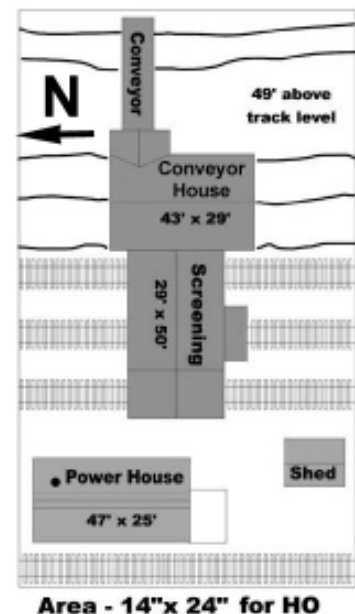 Conveyor
N
49' above
track level
Conveyor
House
43' x 29'
Screening
29' x 50'
Power House
47' x 25'
Shed
Area - 14"x 24" for HO